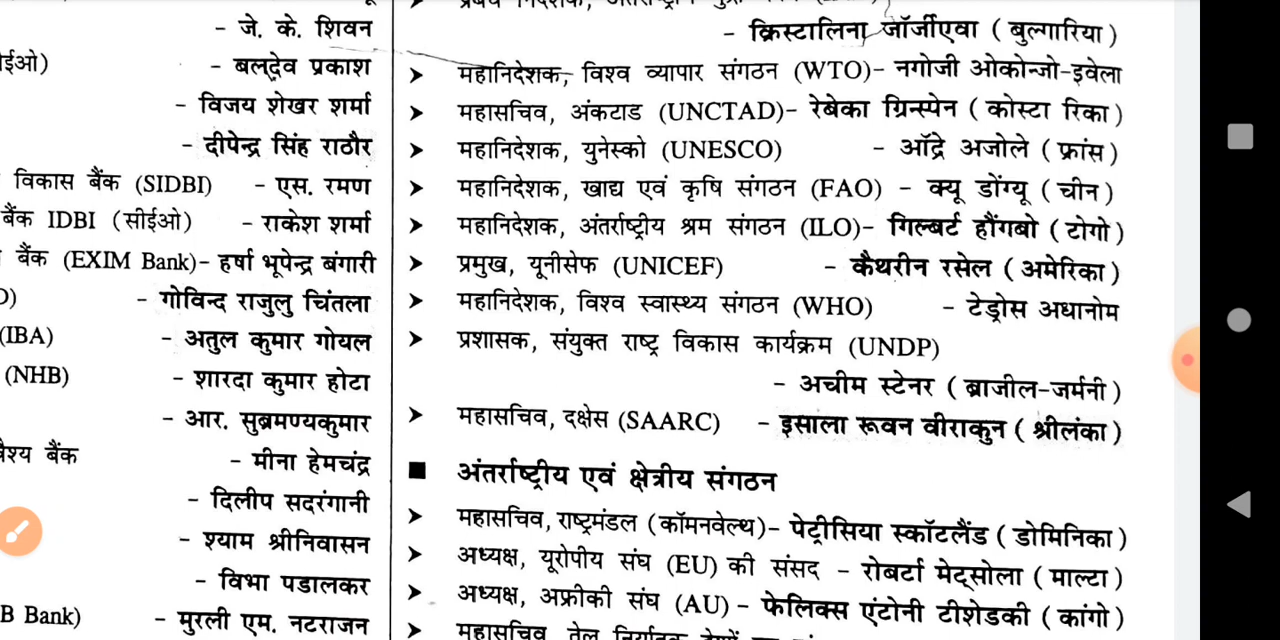 - जे. के. शिवन
ईओ) - बल्देव प्रकाश
- विजय शेखर शर्मा
- दीपेन्द्र सिंह राठौर
विकास बैंक (SIDBI) - एस. रमण
बैंक IDBI (सीईओ) - राकेश शर्मा
बैंक (EXIM Bank)- हर्षा भूपेन्द्र बंगारी
- गोविन्द राजुलु चिंतला
(IBA) - अतुल कुमार गोयल
(NHB) - शारदा कुमार होटा
- आर. सुब्रमण्यकुमार
वैश्य बैंक - मीना हेमचंद्र
- दिलीप सदरंगानी
- श्याम श्रीनिवासन
- विभा पडालकर
B Bank) - मुरली एम. नटराजन
- क्रिस्टालिना जॉर्जीएवा ( बुल्गारिया)
➤ महानिदेशक, विश्व व्यापार संगठन (WTO)- नगोजी ओकोन्जो-इवेला
➤ महासचिव, अंकटाड (UNCTAD)- रेबेका ग्रिन्स्पेन ( कोस्टा रिका)
➤ महानिदेशक, युनेस्को (UNESCO) - ऑद्रे अजोले ( फ्रांस)
➤ महानिदेशक, खाद्य एवं कृषि संगठन (FAO) - क्यू डोंग्यू ( चीन)
➤ महानिदेशक, अंतर्राष्ट्रीय श्रम संगठन (ILO)- गिल्बर्ट हौंगबो ( टोगो)
➤ प्रमुख, यूनीसेफ (UNICEF) - कैथरीन रसेल ( अमेरिका)
➤ महानिदेशक, विश्व स्वास्थ्य संगठन (WHO) - टेड्रोस अधानोम
➤ प्रशासक, संयुक्त राष्ट्र विकास कार्यक्रम (UNDP)
- अचीम स्टेनर ( ब्राजील-जर्मनी)
➤ महासचिव, दक्षेस (SAARC) - इसाला रूवन वीराकुन ( श्रीलंका)
■ अंतर्राष्ट्रीय एवं क्षेत्रीय संगठन
➤ महासचिव, राष्ट्रमंडल (कॉमनवेल्थ)- पेट्रीसिया स्कॉटलैंड ( डोमिनिका)
➤ अध्यक्ष, यूरोपीय संघ (EU) की संसद - रोबर्टा मेट्सोला ( माल्टा)
➤ अध्यक्ष, अफ्रीकी संघ (AU) - फेलिक्स एंटोनी टीशेडकी ( कांगो)